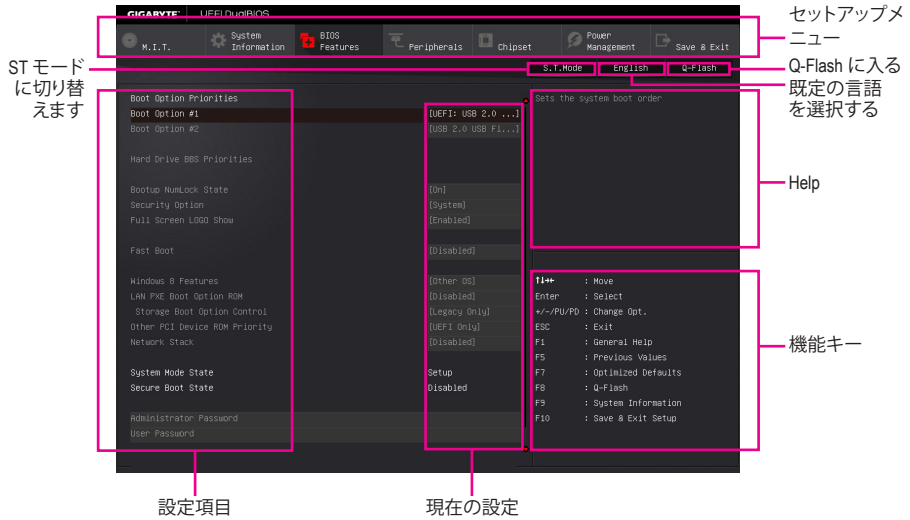 GIGABYTE UEFI DualBIOS
セットアップメ
ニュー
M.I.T.
System
Information
BIOS
Features
Peripherals
Chipset
Power
Management
Save & Exit
ST モード
に切り替
えます
S.T.Mode English Q-Flash
Q-Flash に入る
既定の言語
を選択する
Boot Option Priorities
Boot Option #1 [UEFI: USB 2.0 ...]
Boot Option #2 [USB 2.0 USB Fl...]
Hard Drive BBS Priorities
Bootup NumLock State [On]
Security Option [System]
Full Screen LOGO Show [Enabled]
Fast Boot [Disabled]
Windows 8 Features [Other OS]
LAN PXE Boot Option ROM [Disabled]
Storage Boot Option Control [Legacy Only]
Other PCI Device ROM Priority [UEFI Only]
Network Stack [Disabled]
System Mode State Setup
Secure Boot State Disabled
Administrator Password
User Password
Sets the system boot order
Help
↑↓→← : Move
Enter : Select
+/-/PU/PD : Change Opt.
ESC : Exit
F1 : General Help
F5 : Previous Values
F7 : Optimized Defaults
F8 : Q-Flash
F9 : System Information
F10 : Save & Exit Setup
機能キー
設定項目
現在の設定